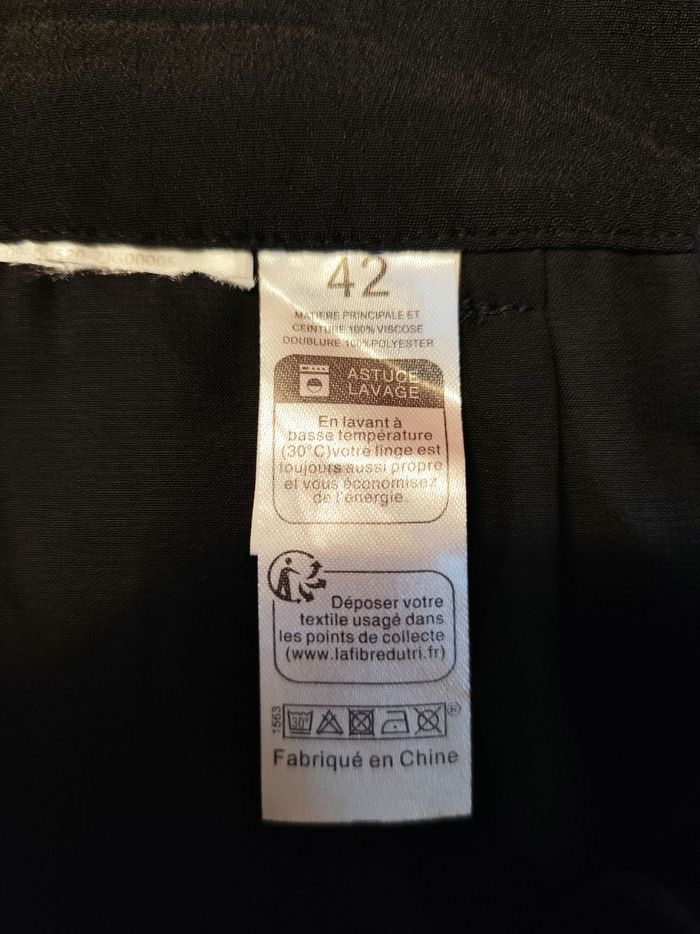 42
MATIERE PRINCIPALE ET
CEINTURE 100% VISCOSE
DOUBLURE 100%POLYESTER
ASTUCE
LAVAGE
En lavant à
basse température
(30°C)votre linge est
toujours aussi propre
et vous économisez
de l'énergie.
Déposer votre
textile usagé dans
les points de collecte
(www.lafibredutri.fr)
1563
30°
®
Fabriqué en Chine